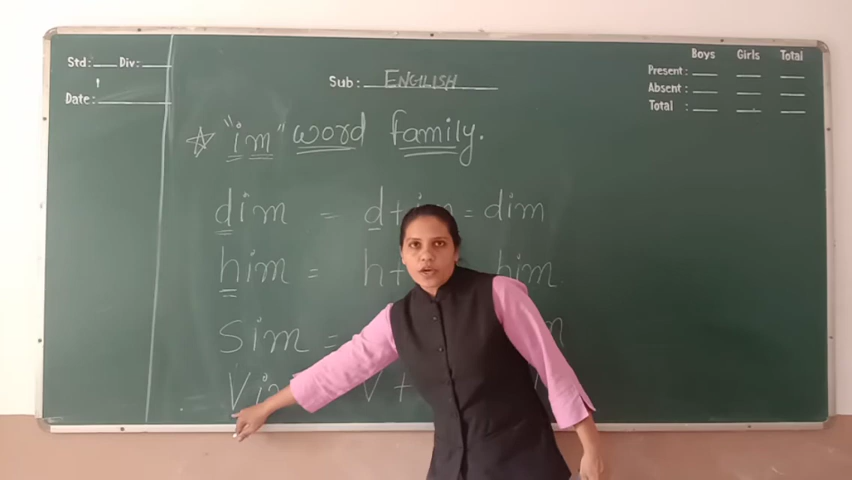 Std: Div:
Date:
Sub: ENGLISH
Boys Girls Total
Present:
Absent:
Total :
☆ "im" word family.
dim = d+im = dim
him = h+ him
Sim =
Vim V+